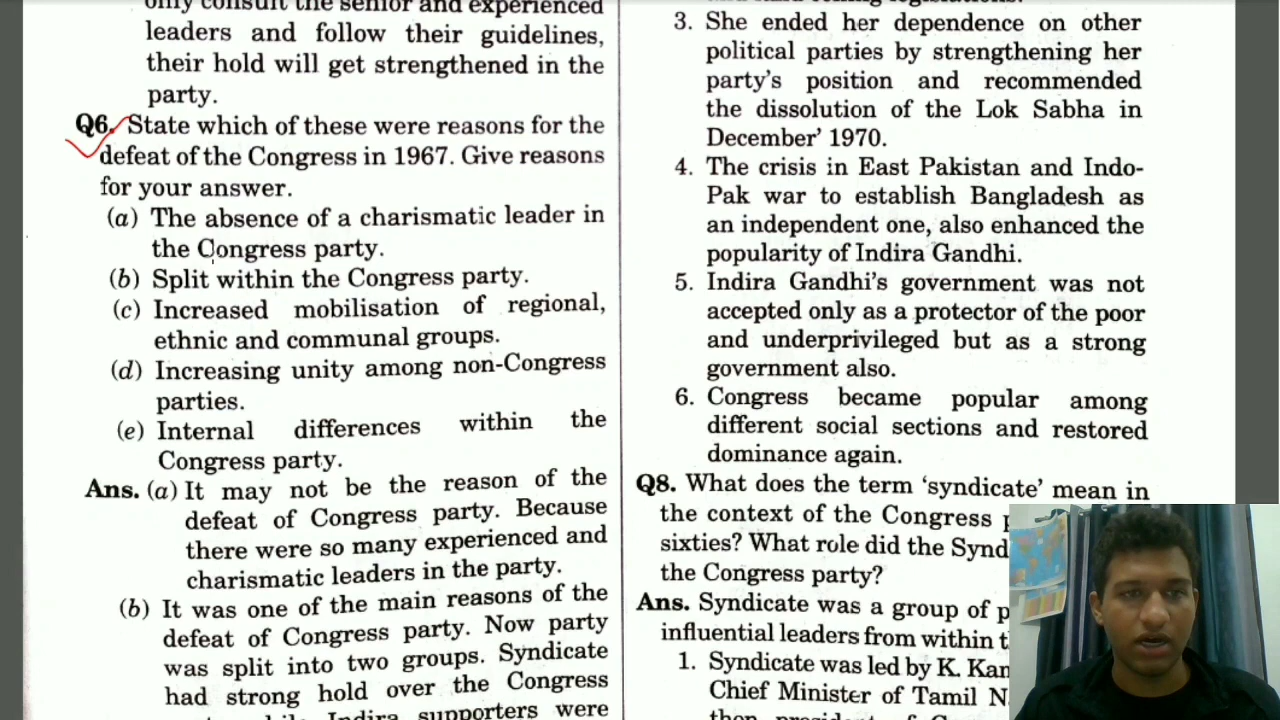 only consult the senior and experienced
leaders and follow their guidelines,
their hold will get strengthened in the
party.
Q6. State which of these were reasons for the
defeat of the Congress in 1967. Give reasons
for your answer.
(a) The absence of a charismatic leader in
the Congress party.
(b) Split within the Congress party.
(c) Increased mobilisation of regional,
ethnic and communal groups.
(d) Increasing unity among non-Congress
parties.
(e) Internal differences within the
Congress party.
Ans. (a) It may not be the reason of the
defeat of Congress party. Because
there were so many experienced and
charismatic leaders in the party.
(b) It was one of the main reasons of the
defeat of Congress party. Now party
was split into two groups. Syndicate
had strong hold over the Congress
Indira supporters were
3. She ended her dependence on other
political parties by strengthening her
party's position and recommended
the dissolution of the Lok Sabha in
December' 1970.
4. The crisis in East Pakistan and Indo-
Pak war to establish Bangladesh as
an independent one, also enhanced the
popularity of Indira Gandhi.
5. Indira Gandhi's government was not
accepted only as a protector of the poor
and underprivileged but as a strong
government also.
6. Congress became popular among
different social sections and restored
dominance again.
Q8. What does the term 'syndicate' mean in
the context of the Congress
sixties? What role did the Synd
the Congress party?
Ans. Syndicate was a group of p
influential leaders from within
1. Syndicate was led by K. Kam
Chief Minister of Tamil N